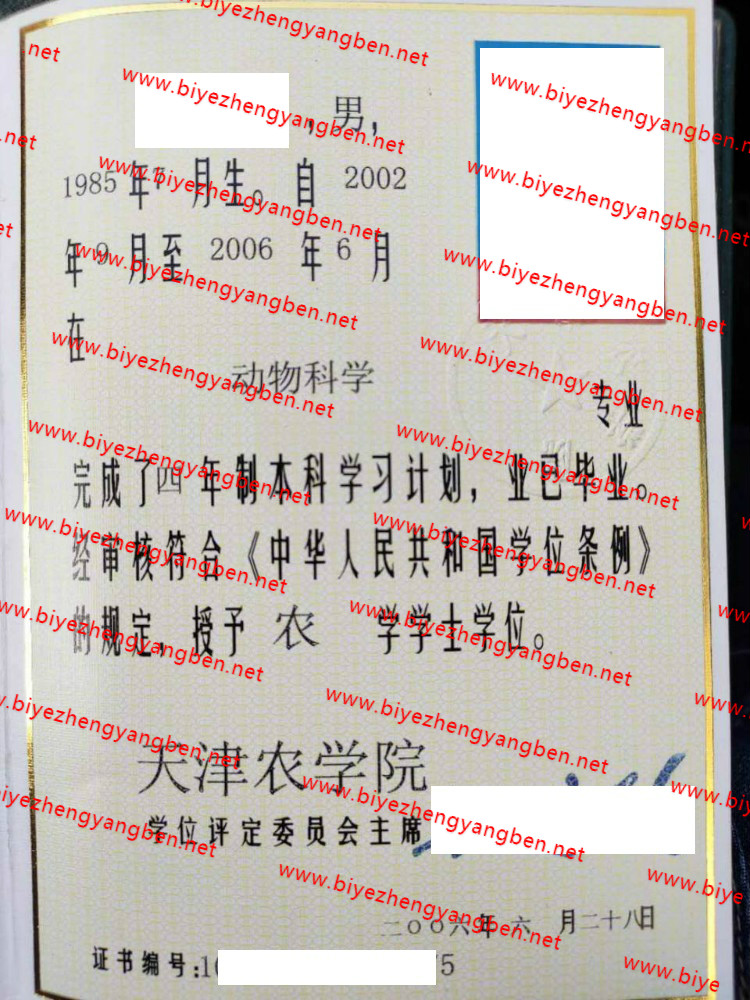 ，男，
1985 年 月生。自 2002
年 9 月至 2006 年 6 月
在
动物科学
专业
完成了四年制本科学习计划，业已毕业。
经审核符合《中华人民共和国学位条例》
的规定，授予 农 学学士学位。
天津农学院
学位评定委员会主席
二〇〇六年 六 月二十八日
证书编号:1 5
www.biyezhengyangben.net